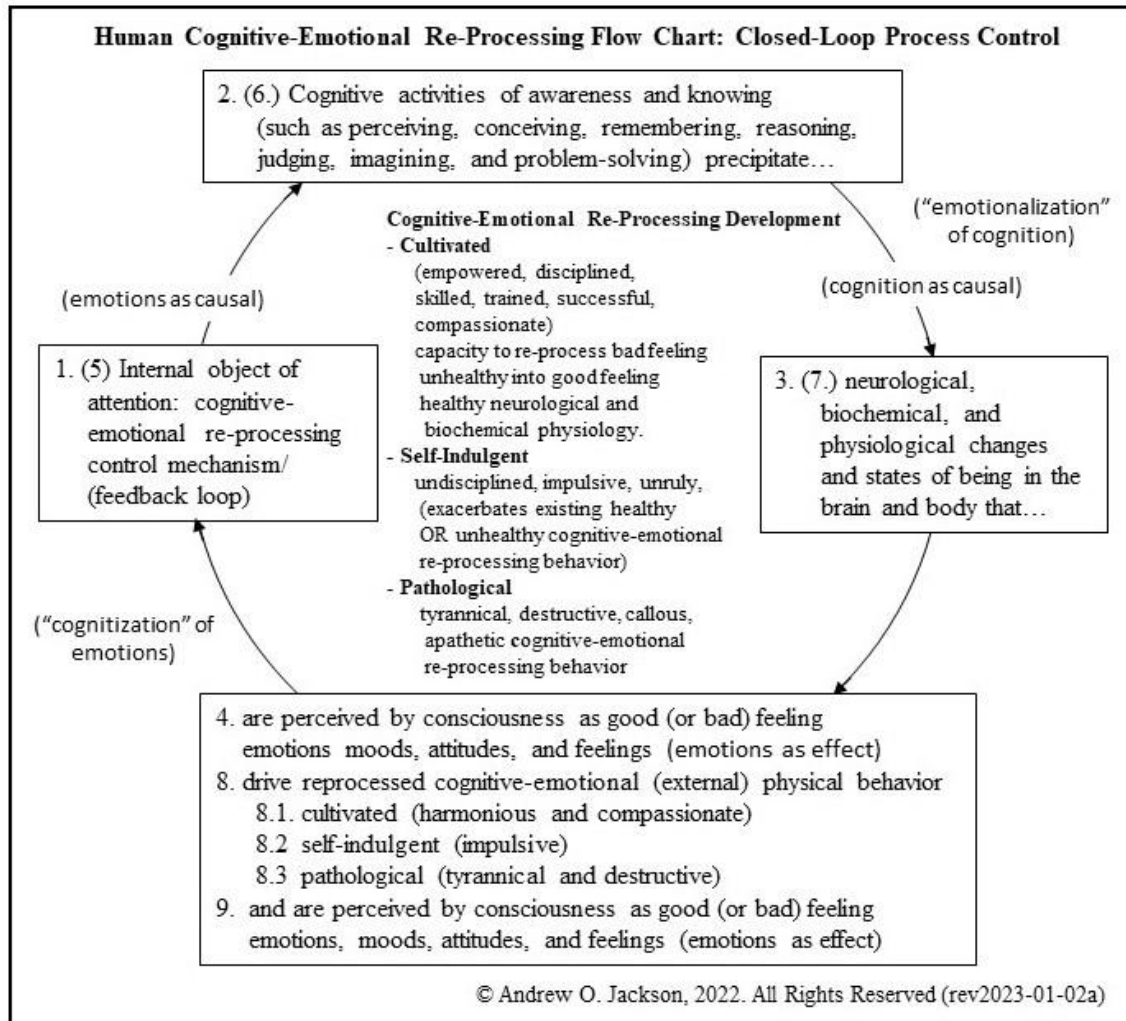 Human Cognitive-Emotional Re-Processing Flow Chart: Closed-Loop Process Control
2. (6.) Cognitive activities of awareness and knowing
(such as perceiving, conceiving, remembering, reasoning,
judging, imagining, and problem-solving) precipitate…
(“emotionalization”
of cognition)
(cognition as causal)
(emotions as causal)
Cognitive-Emotional Re-Processing Development
- Cultivated
(empowered, disciplined,
skilled, trained, successful,
compassionate)
capacity to re-process bad feeling
unhealthy into good feeling
healthy neurological and
biochemical physiology.
- Self-Indulgent
undisciplined, impulsive, unruly,
(exacerbates existing healthy
OR unhealthy cognitive-emotional
re-processing behavior)
- Pathological
tyrannical, destructive, callous,
apathetic cognitive-emotional
re-processing behavior
1. (5) Internal object of
attention: cognitive-
emotional re-processing
control mechanism/
(feedback loop)
3. (7.) neurological,
biochemical, and
physiological changes
and states of being in the
brain and body that…
(“cognitization” of
emotions)
4. are perceived by consciousness as good (or bad) feeling
emotions moods, attitudes, and feelings (emotions as effect)
8. drive reprocessed cognitive-emotional (external) physical behavior
8.1. cultivated (harmonious and compassionate)
8.2 self-indulgent (impulsive)
8.3 pathological (tyrannical and destructive)
9. and are perceived by consciousness as good (or bad) feeling
emotions, moods, attitudes, and feelings (emotions as effect)
© Andrew O. Jackson, 2022. All Rights Reserved (rev2023-01-02a)